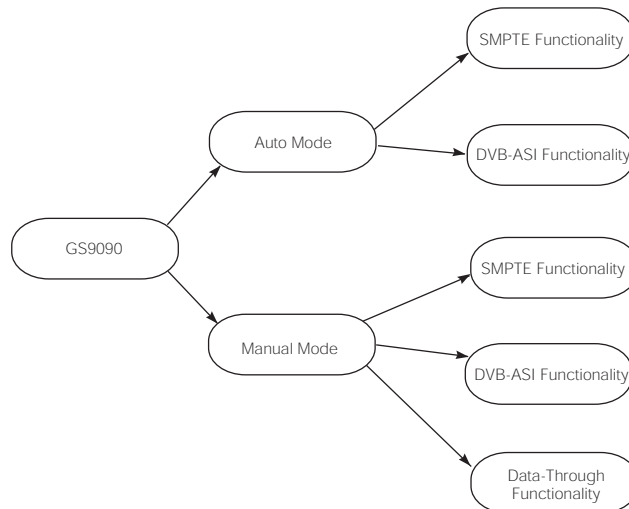 SMPTE Functionality
Auto Mode
DVB-ASI Functionality
GS9090
SMPTE Functionality
Manual Mode
DVB-ASI Functionality
Data-Through
Functionality